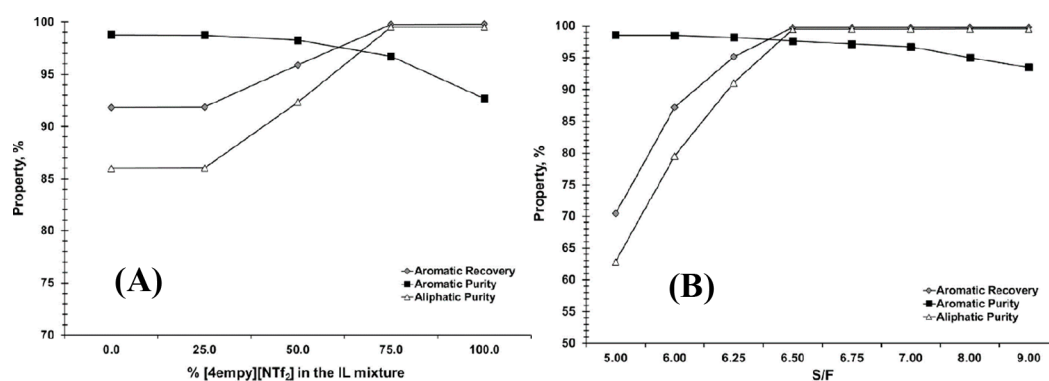 100
95
90
85
80
75
70
Property, %
0.0 25.0 50.0 75.0 100.0
% [4empy][NTf₂] in the IL mixture
(A)
Aromatic Recovery
Aromatic Purity
Aliphatic Purity
100
95
90
85
80
75
70
65
60
55
50
Property, %
5.00 6.00 6.25 6.50 6.75 7.00 8.00 9.00
S/F
(B)
Aromatic Recovery
Aromatic Purity
Aliphatic Purity